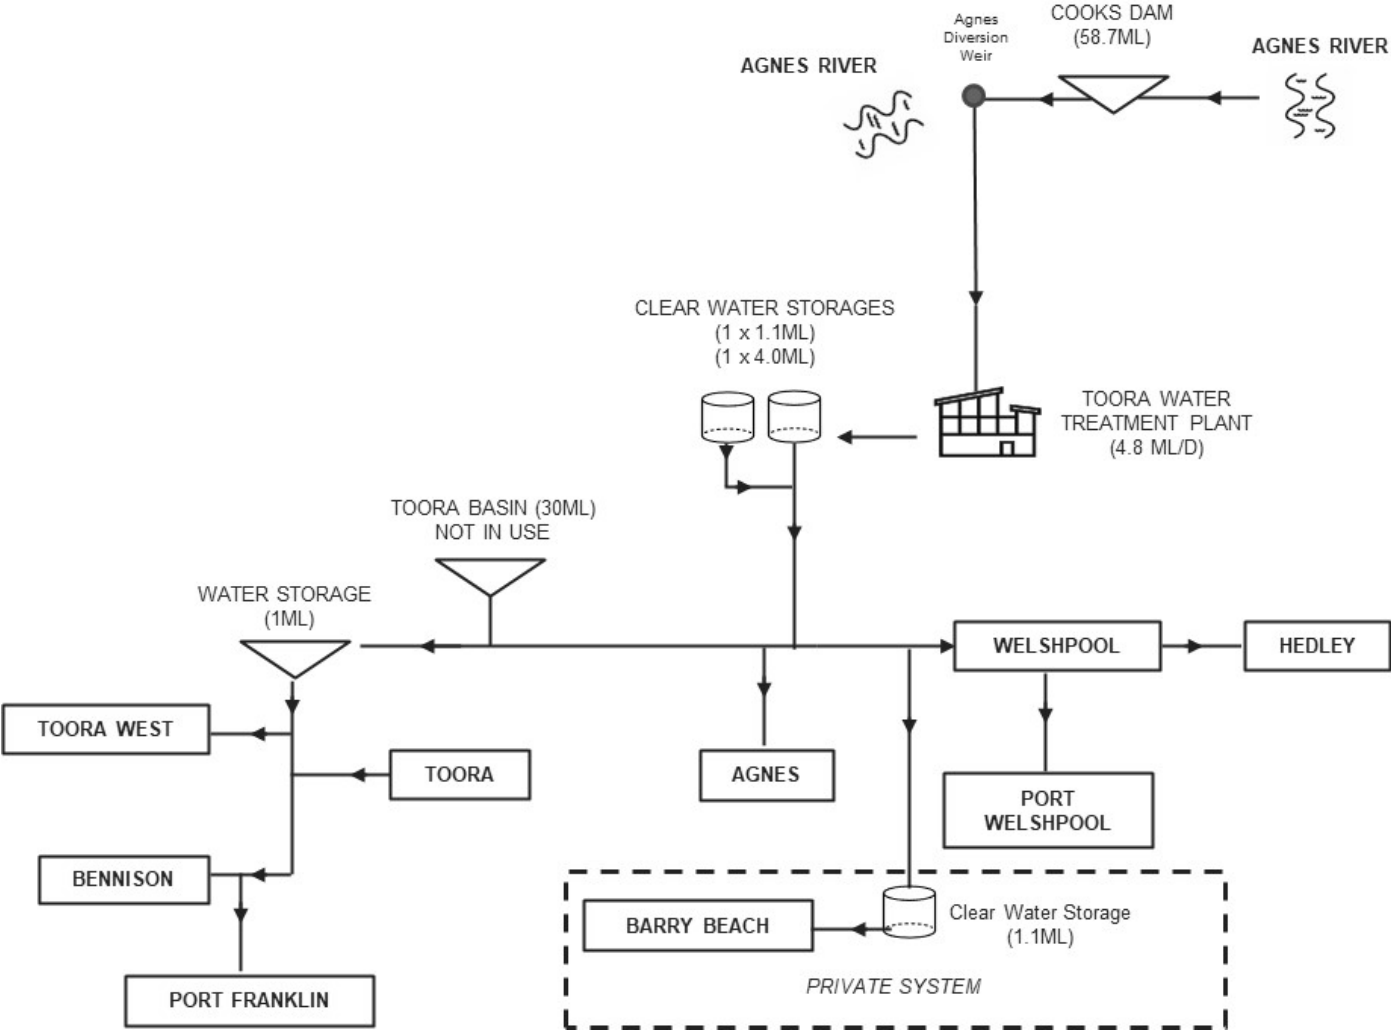 Agnes
Diversion
Weir
COOKS DAM
(58.7ML)
AGNES RIVER
AGNES RIVER
CLEAR WATER STORAGES
(1 x 1.1ML)
(1 x 4.0ML)
TOORA WATER
TREATMENT PLANT
(4.8 ML/D)
TOORA BASIN (30ML)
NOT IN USE
WATER STORAGE
(1ML)
WELSHPOOL
HEDLEY
TOORA WEST
TOORA
AGNES
PORT
WELSHPOOL
BENNISON
BARRY BEACH
Clear Water Storage
(1.1ML)
PRIVATE SYSTEM
PORT FRANKLIN